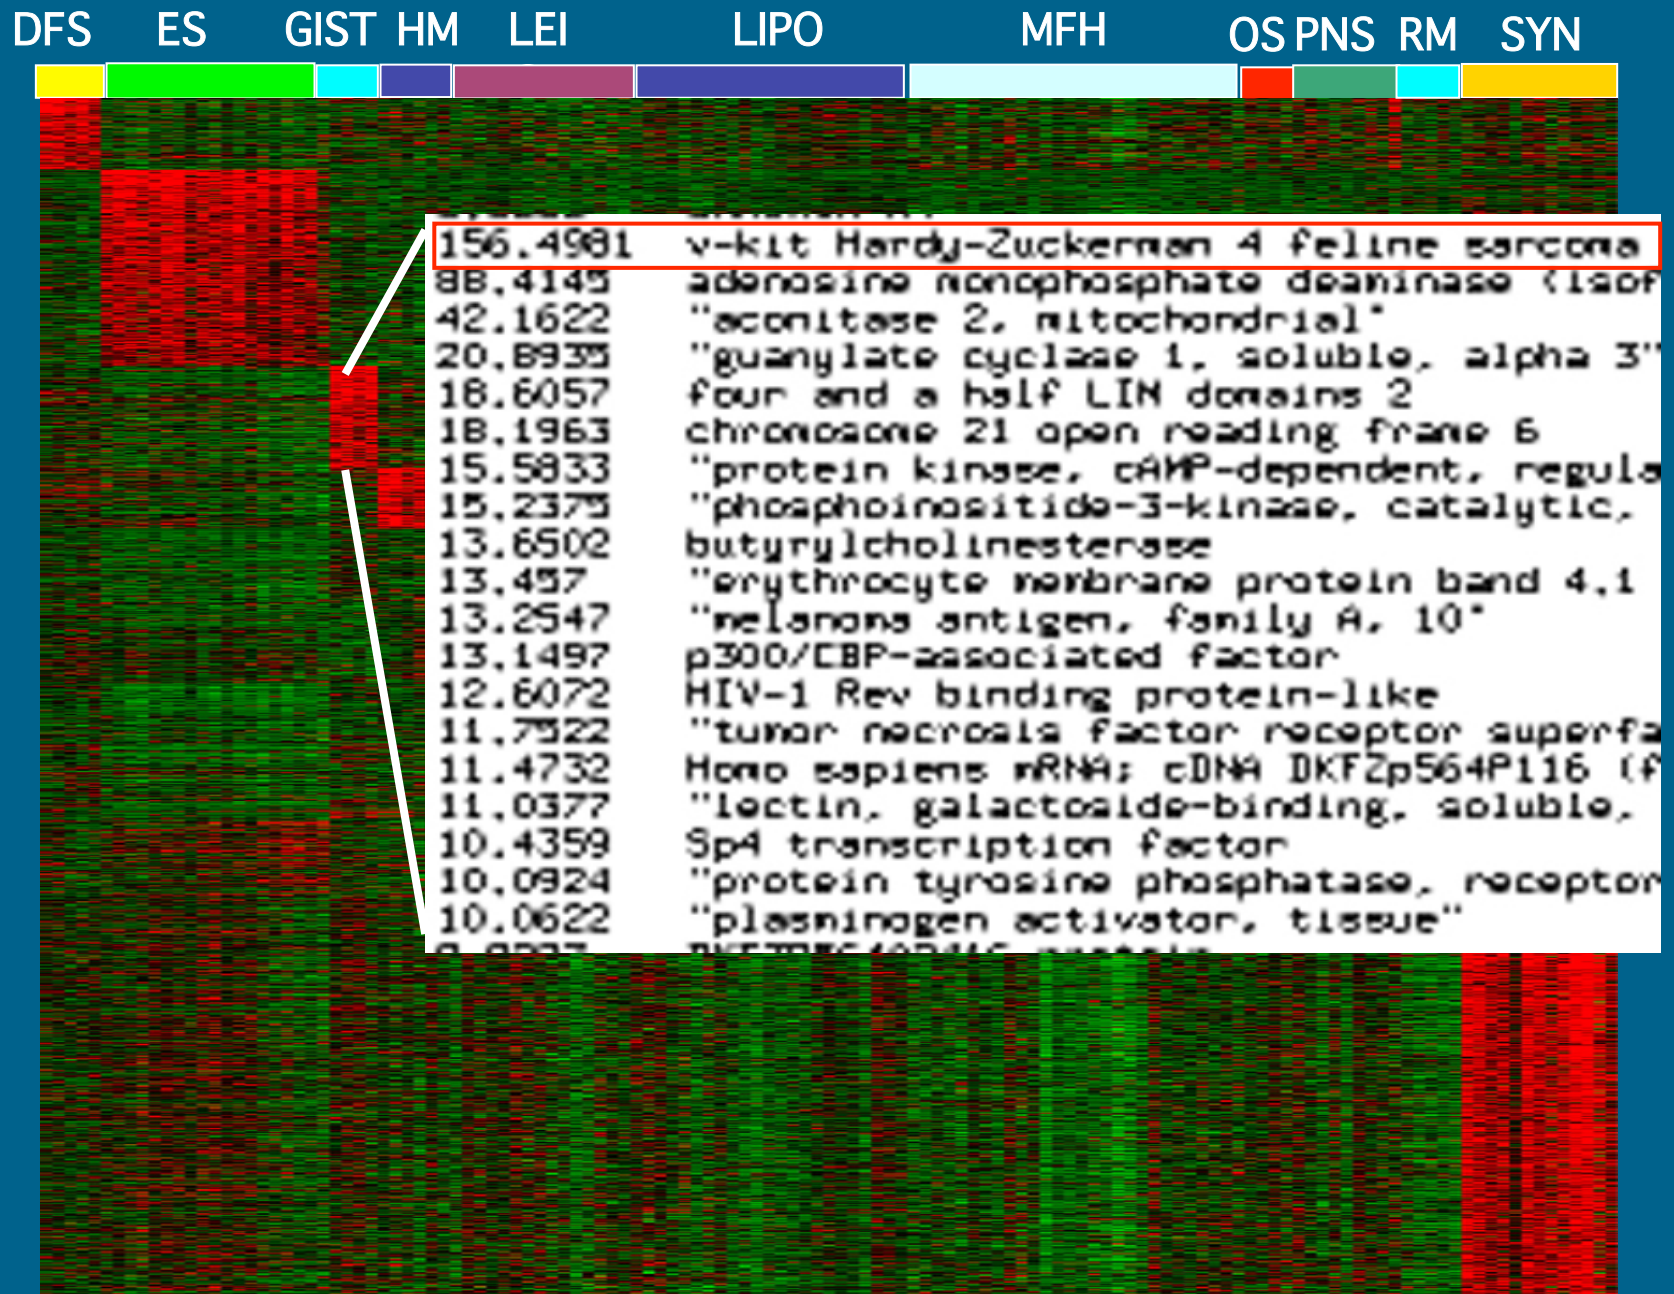 DFS ES GIST HM LEI LIPO MFH OS PNS RM SYN
156.4981 v-kit Hardy-Zuckerman 4 feline sarcoma
88.4145 adenosine monophosphate deaminase (isof
42.1622 "aconitase 2, mitochondrial"
20.8935 "guanylate cyclase 1, soluble, alpha 3"
18.6057 four and a half LIM domains 2
18.1963 chromosome 21 open reading frame 6
15.5833 "protein kinase, cAMP-dependent, regula
15.2375 "phosphoinositide-3-kinase, catalytic,
13.6502 butyrylcholinesterase
13.457 "erythrocyte membrane protein band 4.1
13.2547 "melanoma antigen, family A, 10"
13.1497 p300/CBP-associated factor
12.6072 HIV-1 Rev binding protein-like
11.7522 "tumor necrosis factor receptor superfa
11.4732 Homo sapiens mRNA; cDNA DKFZp564P116 (f
11.0377 "lectin, galactoside-binding, soluble,
10.4359 Sp4 transcription factor
10.0924 "protein tyrosine phosphatase, receptor
10.0622 "plasminogen activator, tissue"